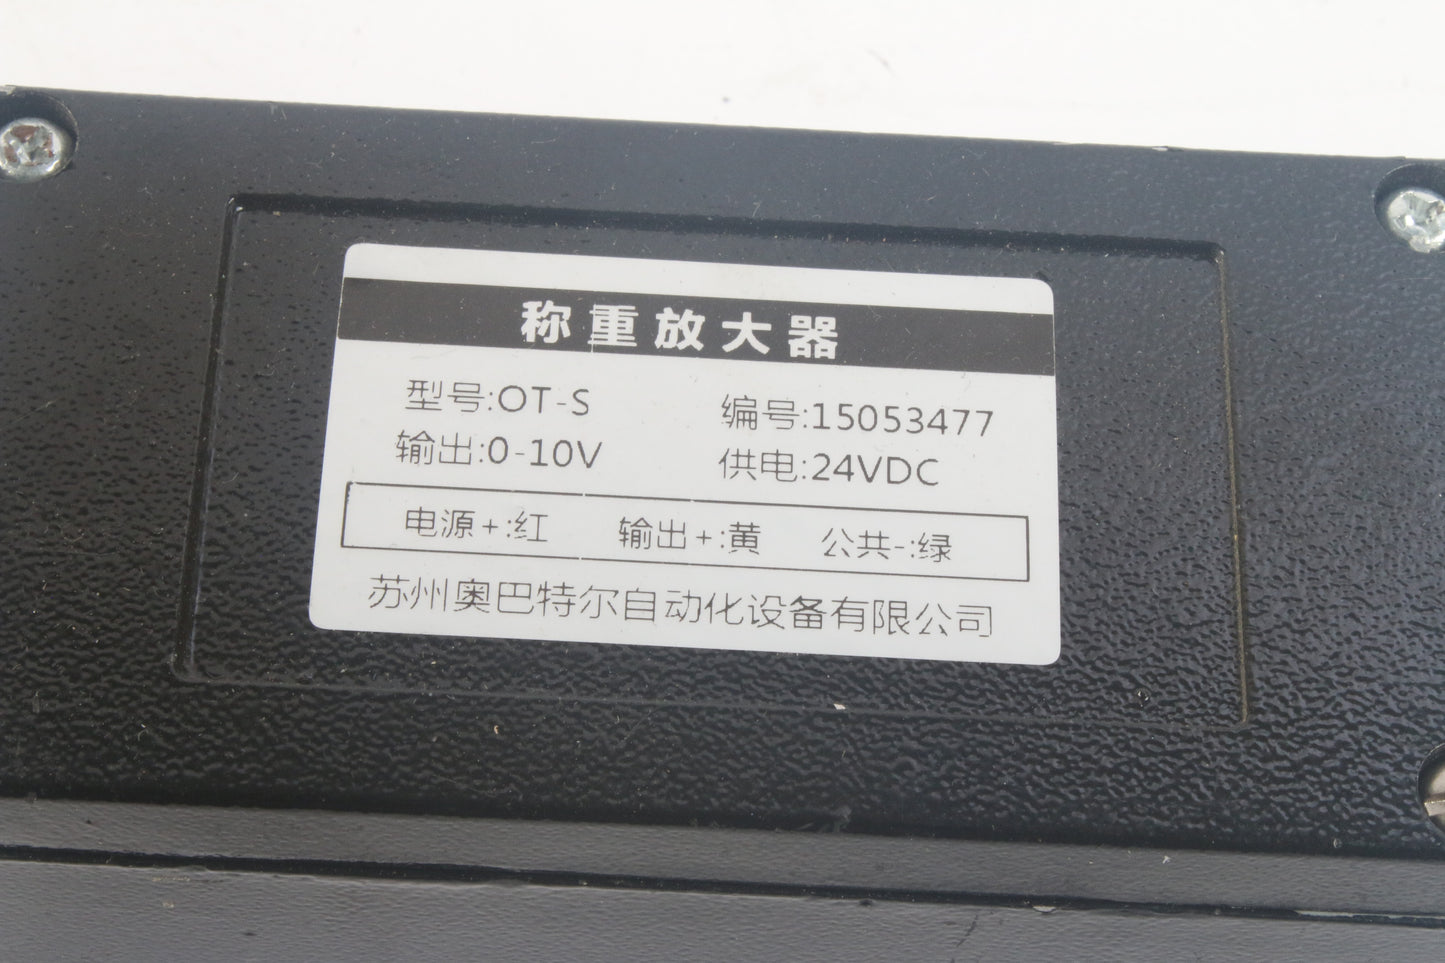 称重放大器
型号:OT-S 编号:15053477
输出:0-10V 供电:24VDC
电源+:红 输出+:黄 公共-:绿
苏州奥巴特尔自动化设备有限公司